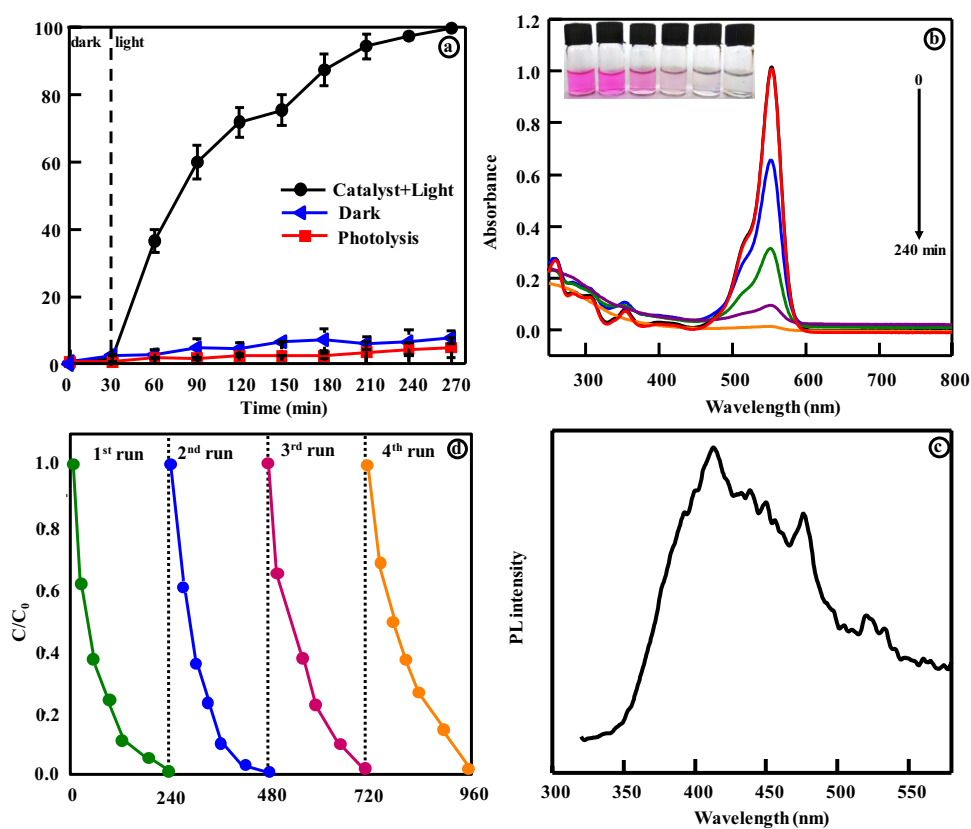 100
80
60
40
20
0
dark
light
a
Catalyst+Light
Dark
Photolysis
0 30 60 90 120 150 180 210 240 270
Time (min)
1.2
1.0
0.8
0.6
0.4
0.2
0.0
Absorbance
b
0
240 min
300 400 500 600 700 800
Wavelength (nm)
1.0
0.8
0.6
0.4
0.2
0.0
C/C₀
1ˢᵗ run
2ⁿᵈ run
3ʳᵈ run
4ᵗʰ run
d
0 240 480 720 960
PL intensity
c
300 350 400 450 500 550
Wavelength (nm)